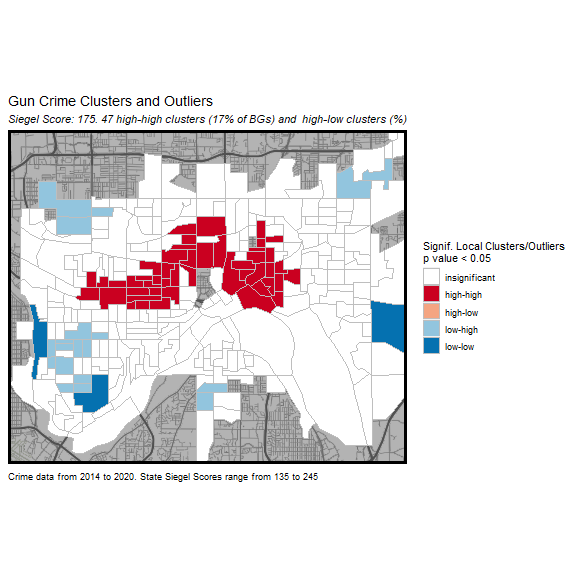 Gun Crime Clusters and Outliers
Siegel Score: 175. 47 high-high clusters (17% of BGs) and  high-low clusters (%)
Signif. Local Clusters/Outliers
p value < 0.05
insignificant
high-high
high-low
low-high
low-low
Crime data from 2014 to 2020. State Siegel Scores range from 135 to 245